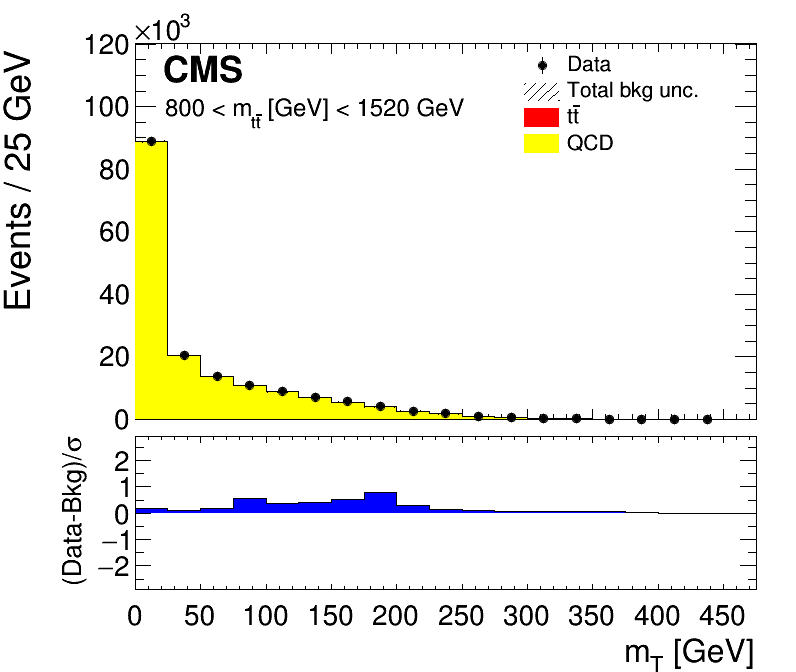 ×10³
120
100
80
60
40
20
0
Events / 25 GeV
CMS
800 < m_tt̄ [GeV] < 1520 GeV
Data
Total bkg unc.
tt̄
QCD
2
1
0
−1
−2
(Data-Bkg)/σ
0 50 100 150 200 250 300 350 400 450
m_T [GeV]